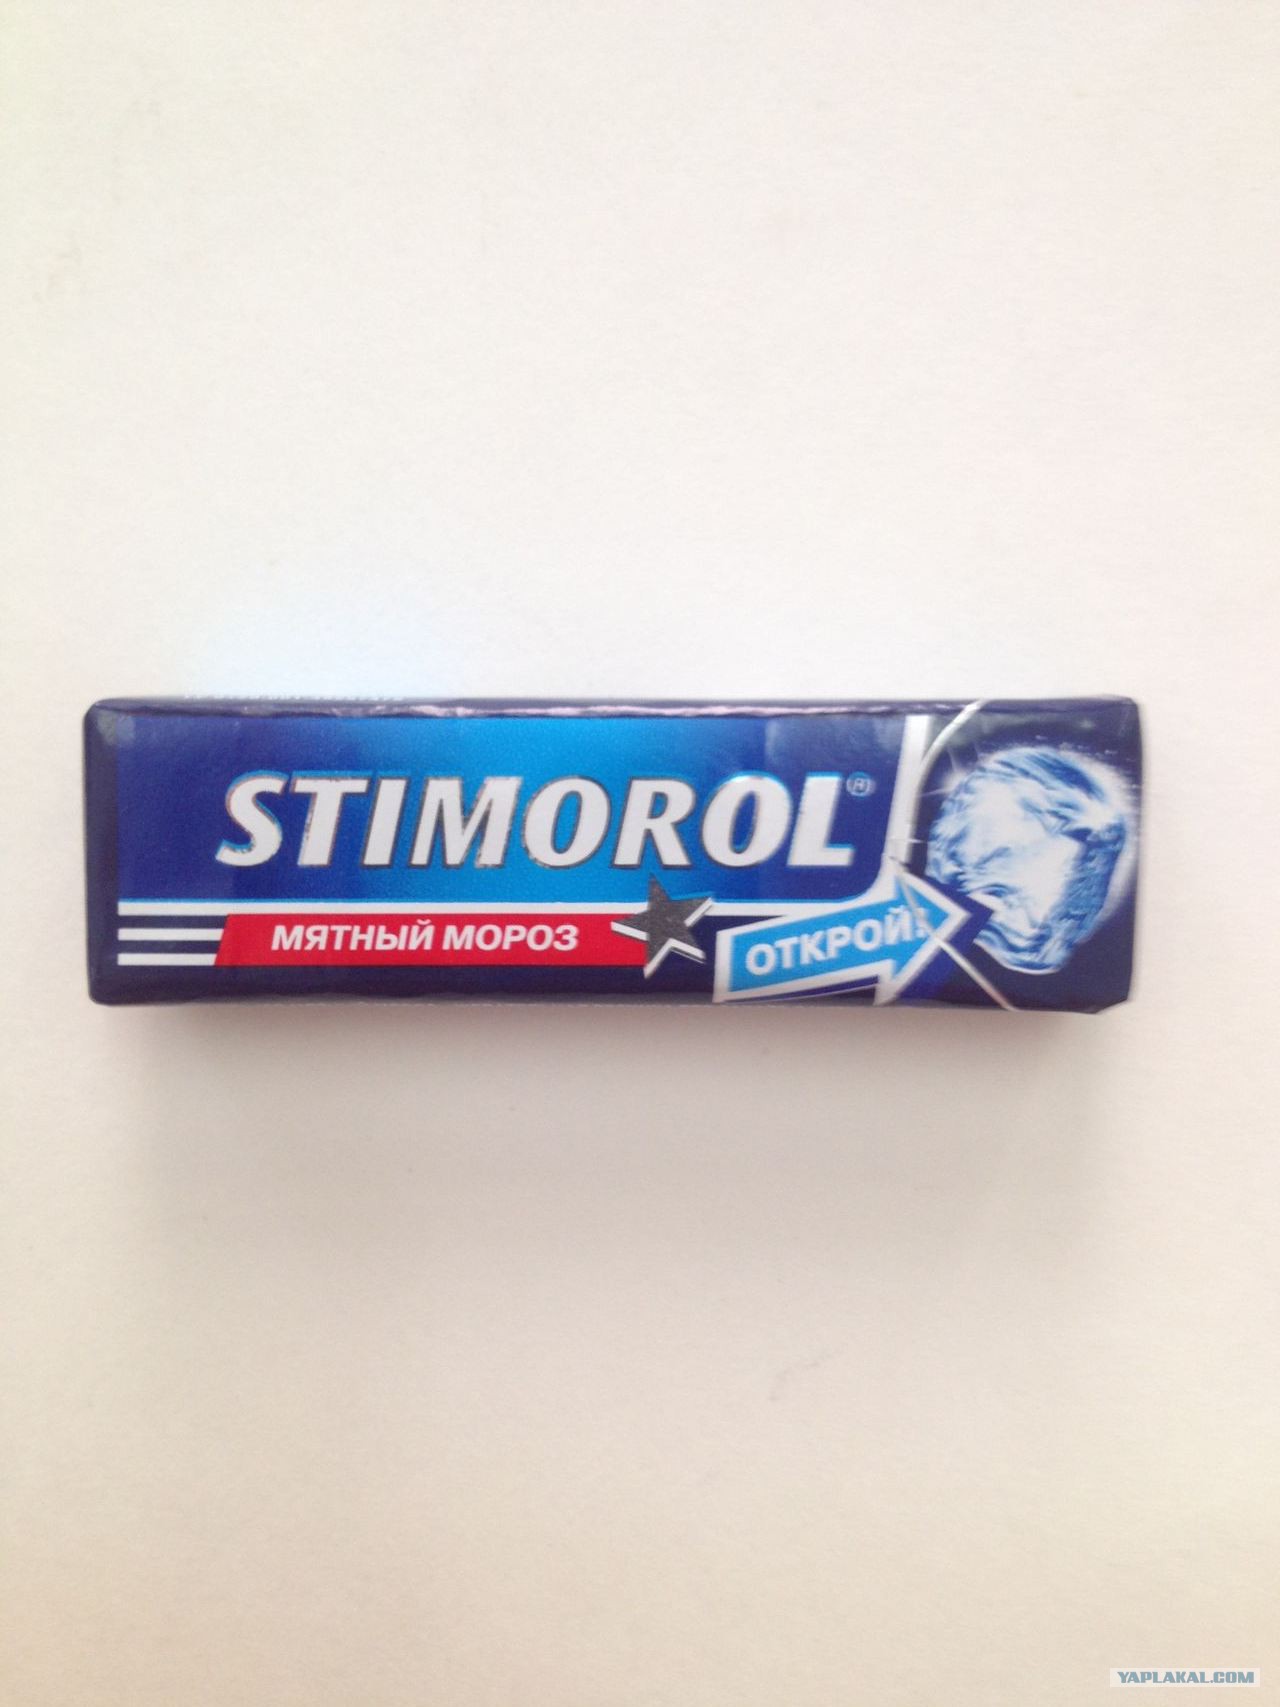 STIMOROL®
МЯТНЫЙ МОРОЗ
ОТКРОЙ!
YAPLAKAL.COM